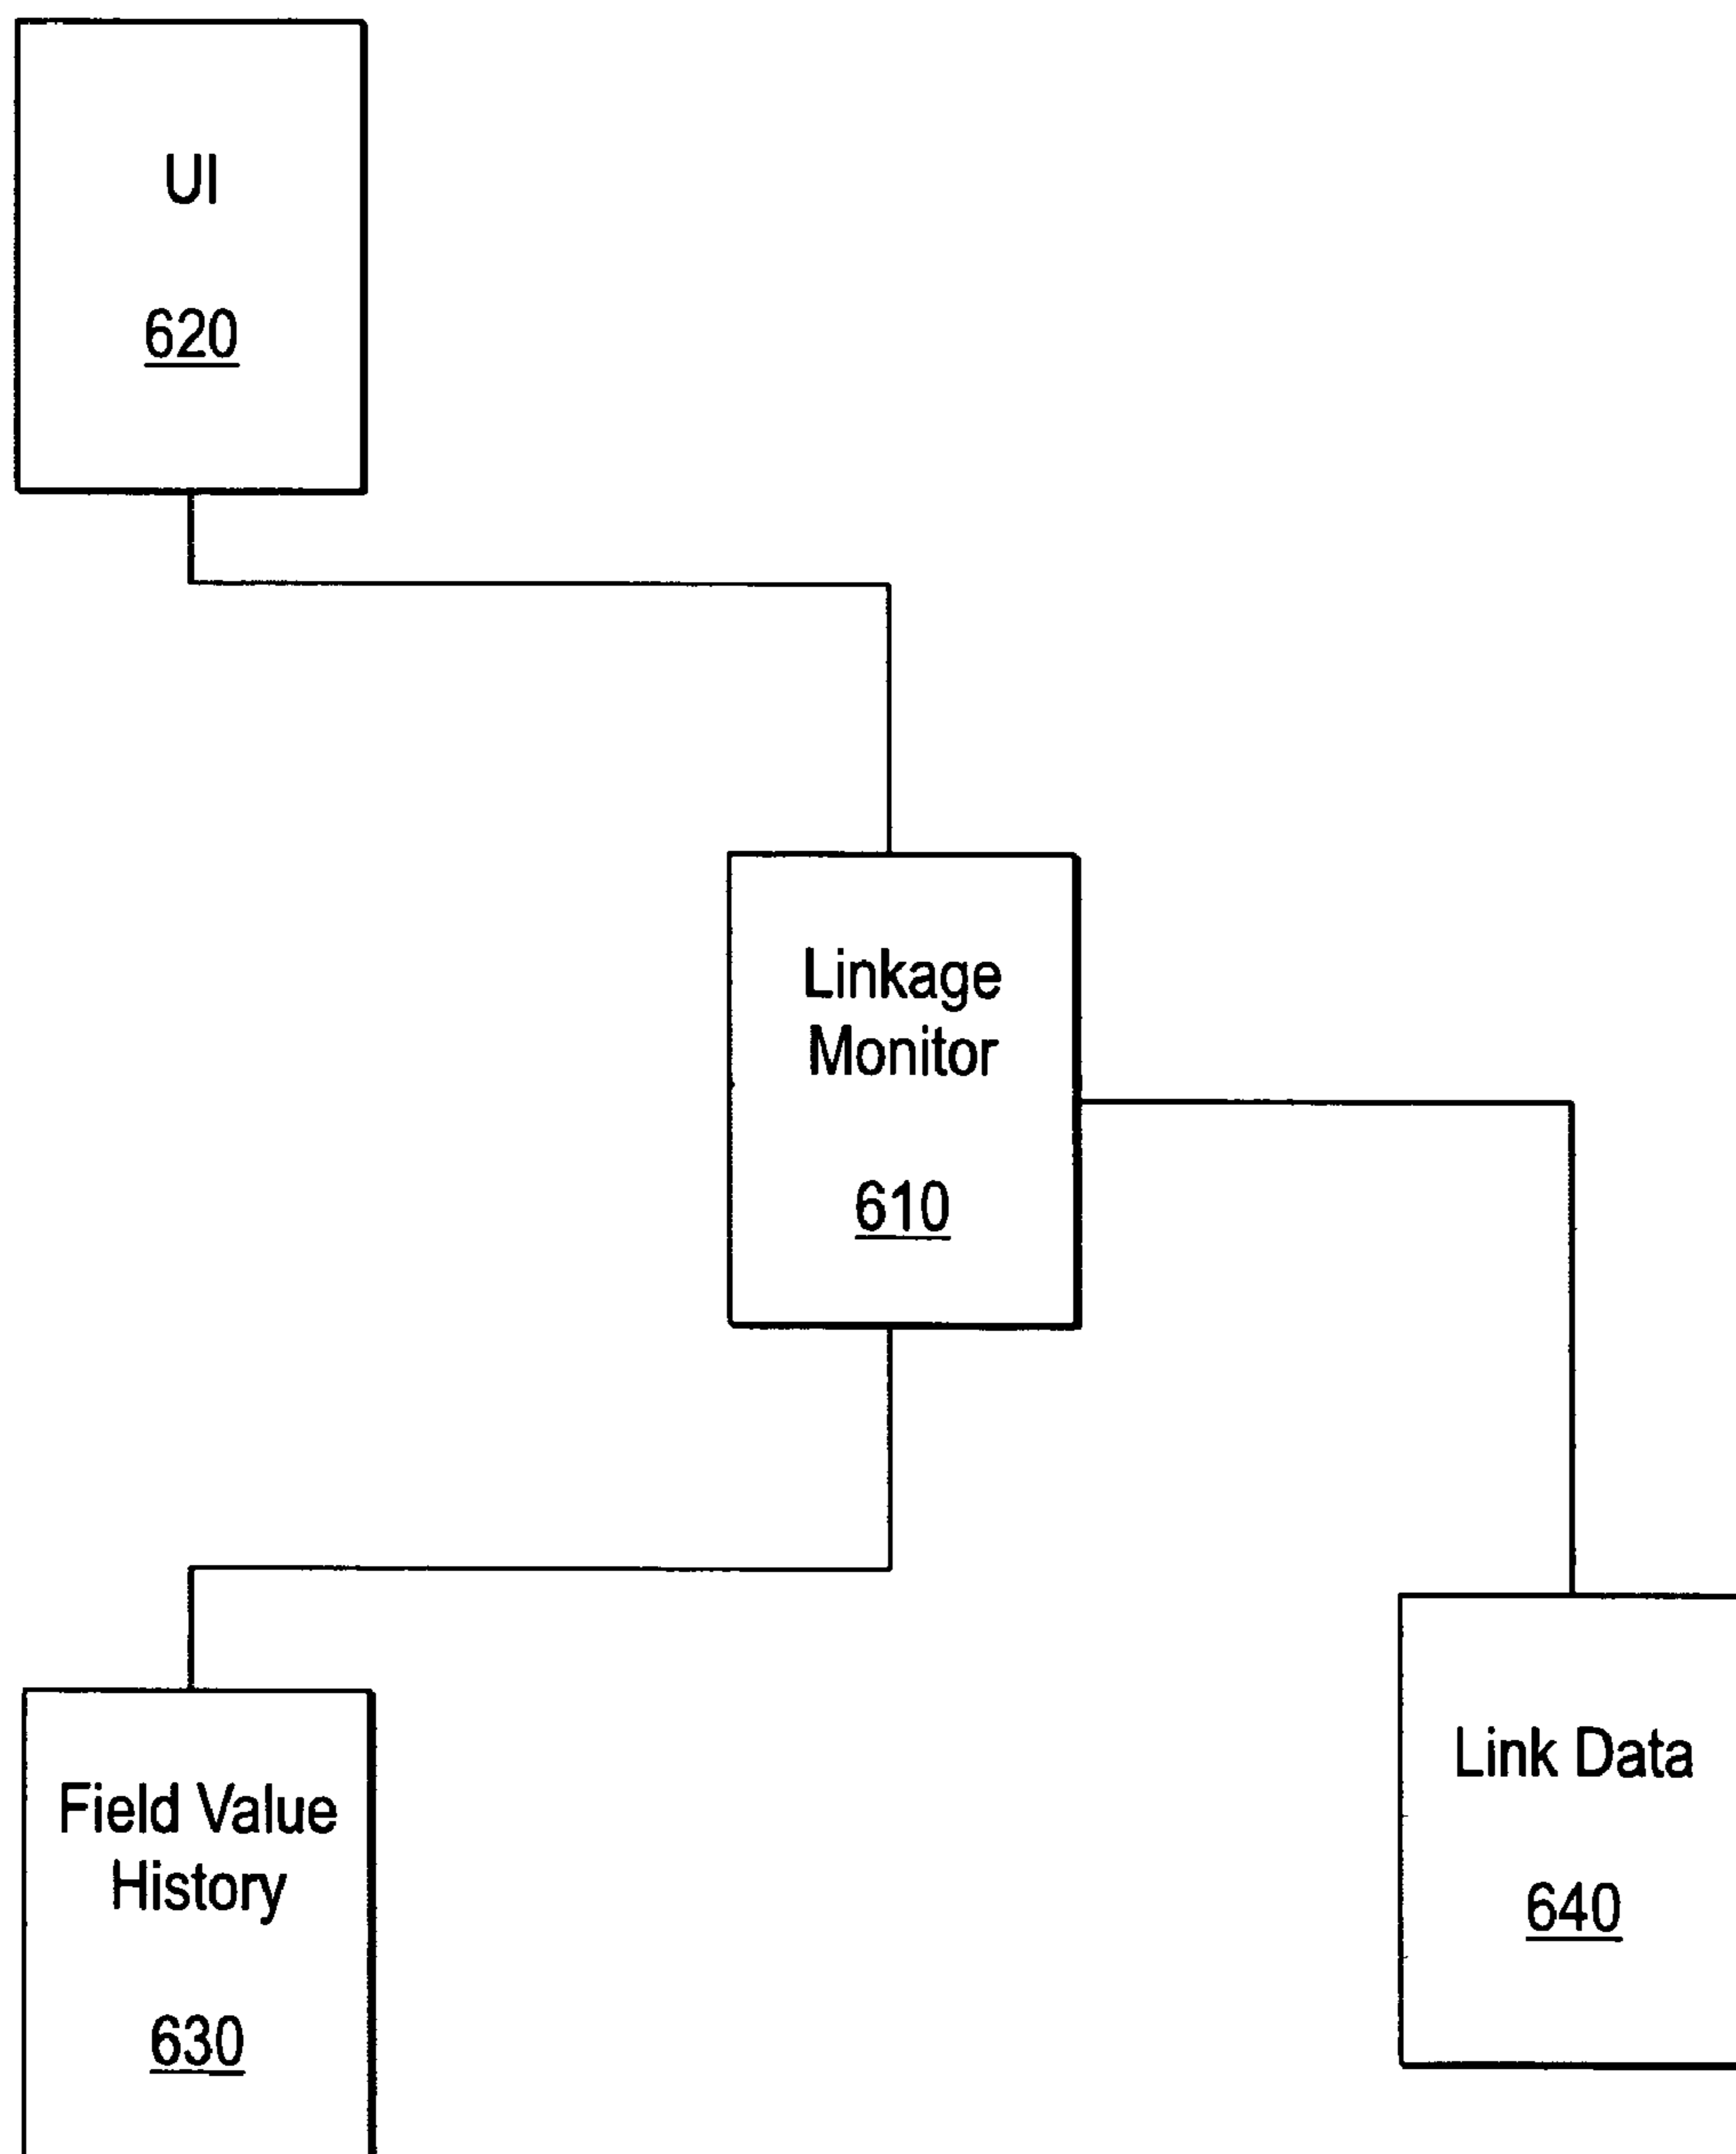 UI
620
Linkage
Monitor
610
Field Value
History
630
Link Data
640